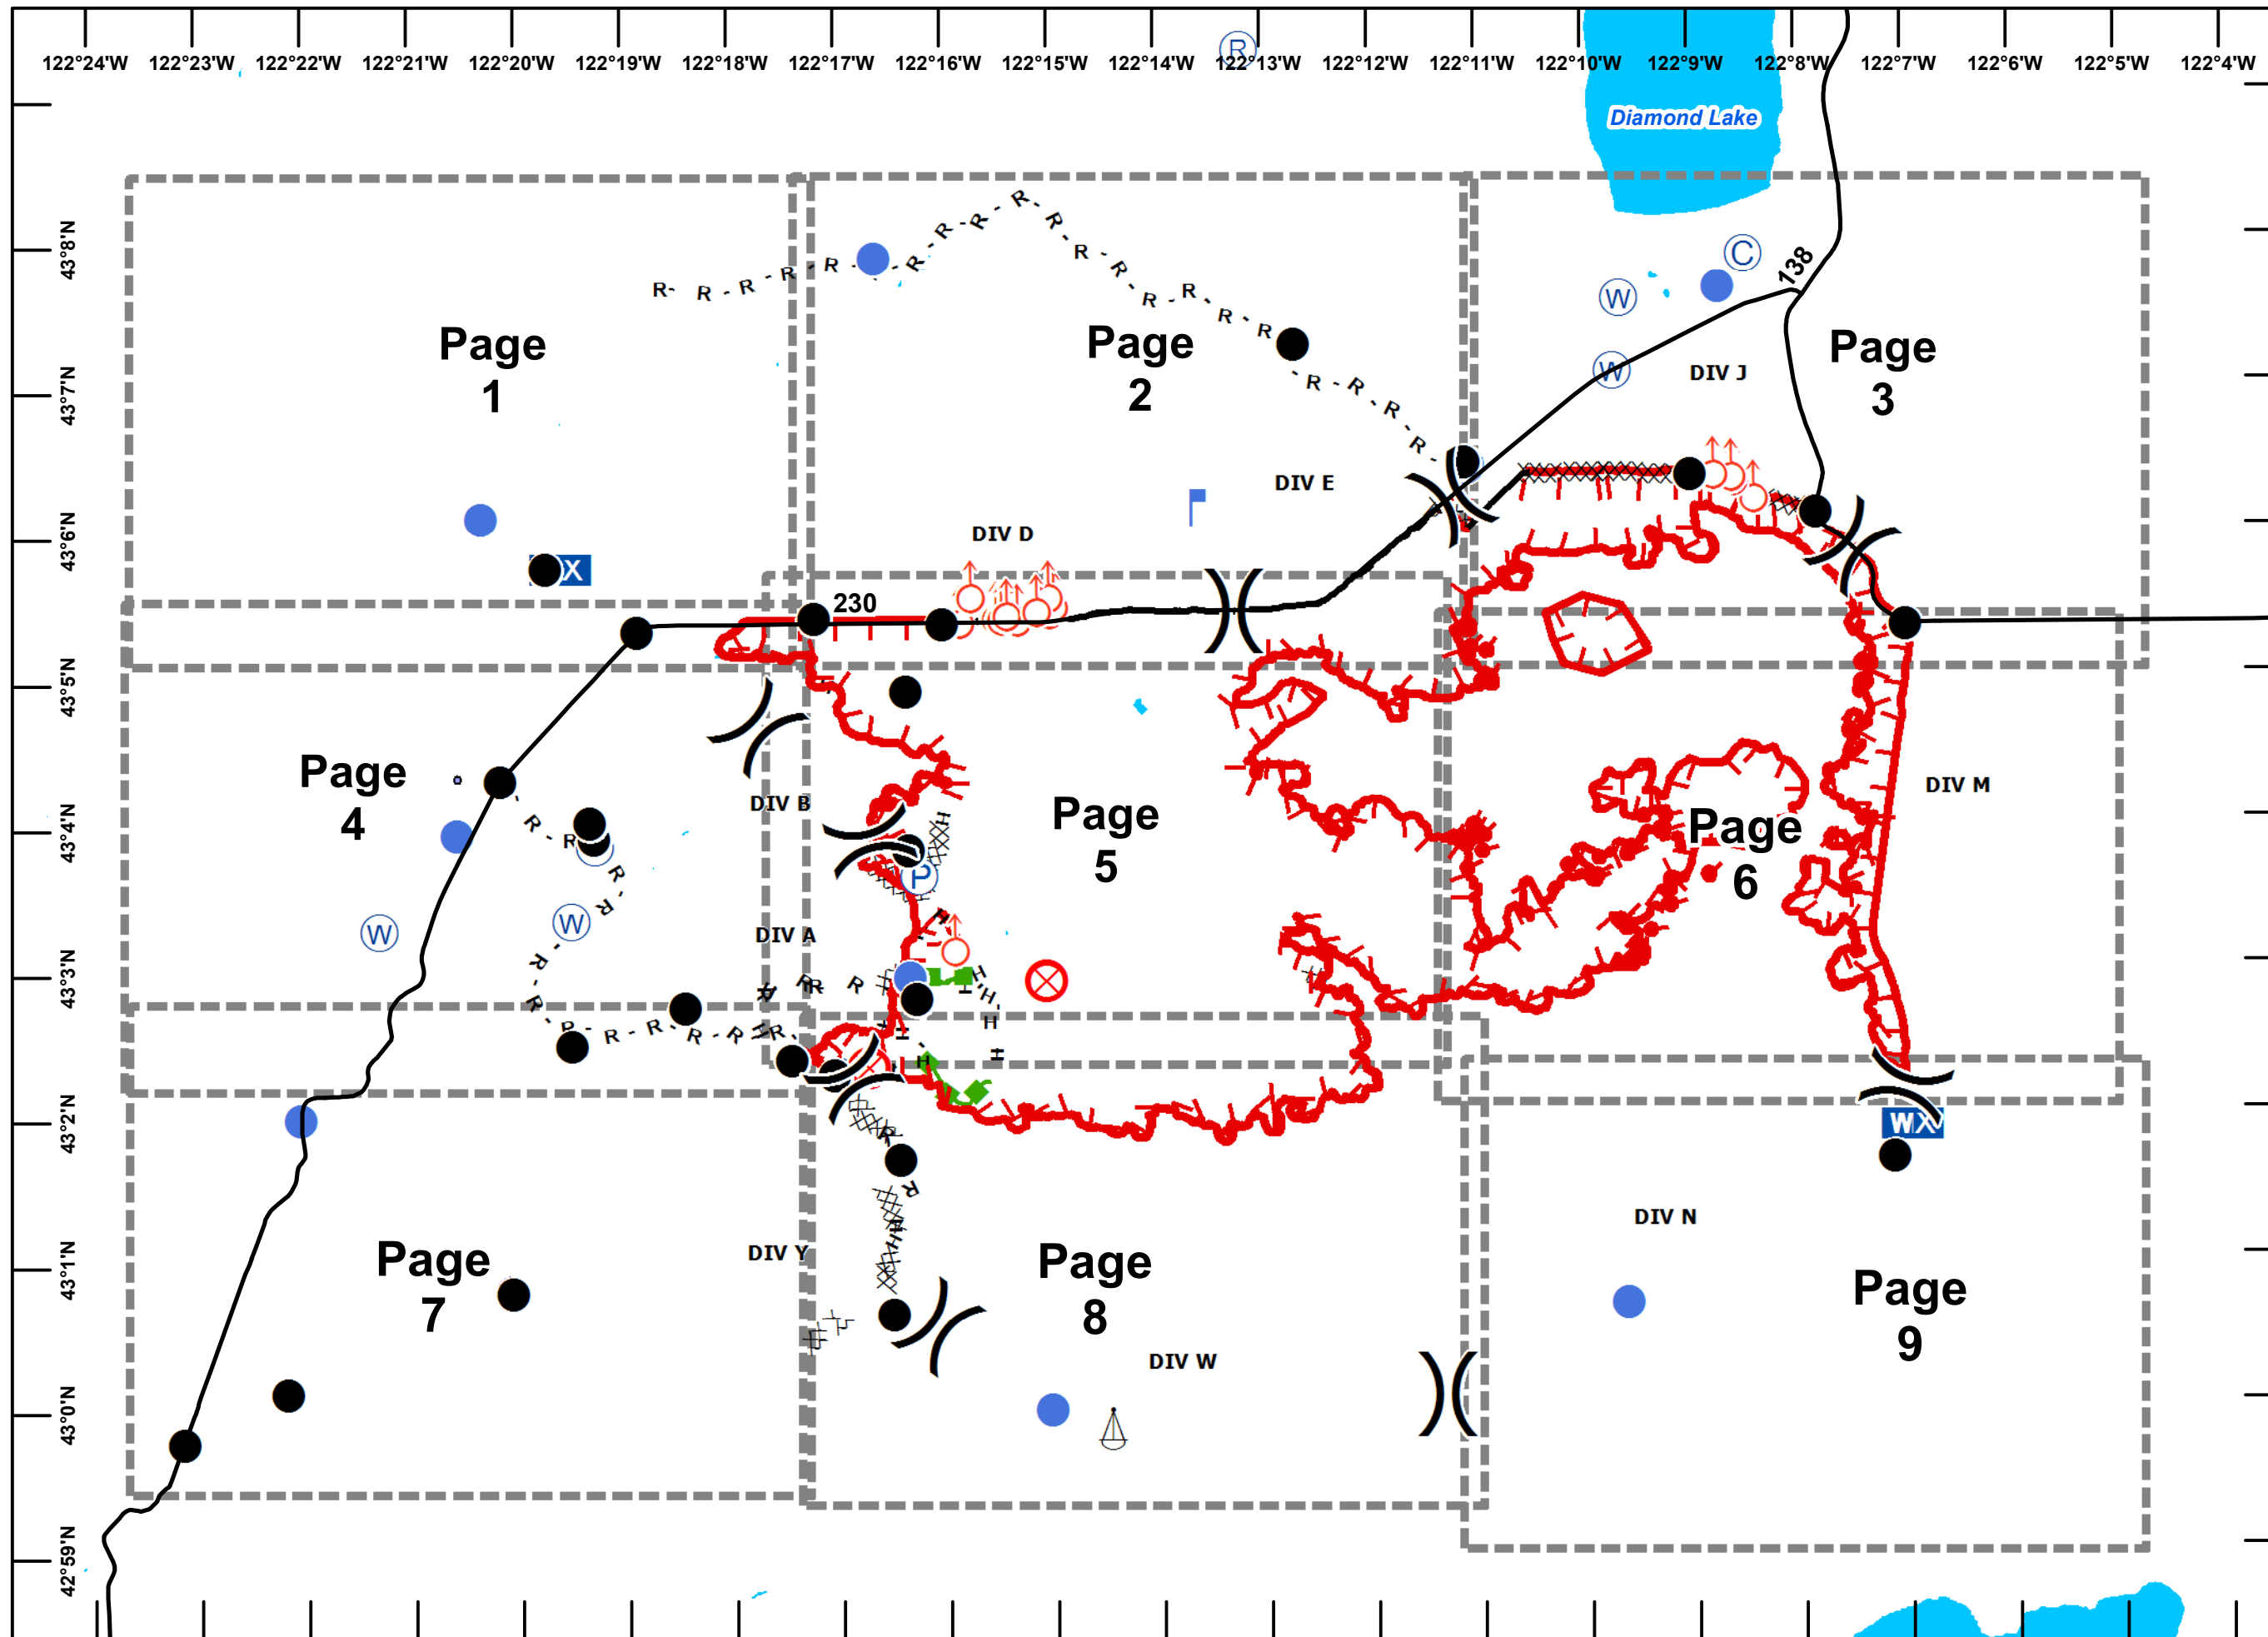 122°24'W 122°23'W 122°22'W 122°21'W 122°20'W 122°19'W 122°18'W 122°17'W 122°16'W 122°15'W 122°14'W 122°13'W 122°12'W 122°11'W 122°10'W 122°9'W 122°8'W 122°7'W 122°6'W 122°5'W 122°4'W
R
Diamond Lake
43°8'N
43°7'N
43°6'N
43°5'N
43°4'N
43°3'N
43°2'N
43°1'N
43°0'N
42°59'N
R- R - R - R - R - - R - R - R - R - R - R - R - R - R - R - R - R
- R - R - R - R -
C
W
W
138
Page
1
Page
2
Page
3
DIV J
DIV E
DIV D
X
230
Page
4
DIV B
Page
5
Page
6
DIV M
- R - R
R - R
W
W
P
H
H
DIV A
R - R - R - R - R - R - R
R R R
H H H H
H H
WX
R
R
H H
DIV N
DIV Y
Page
7
Page
8
Page
9
DIV W